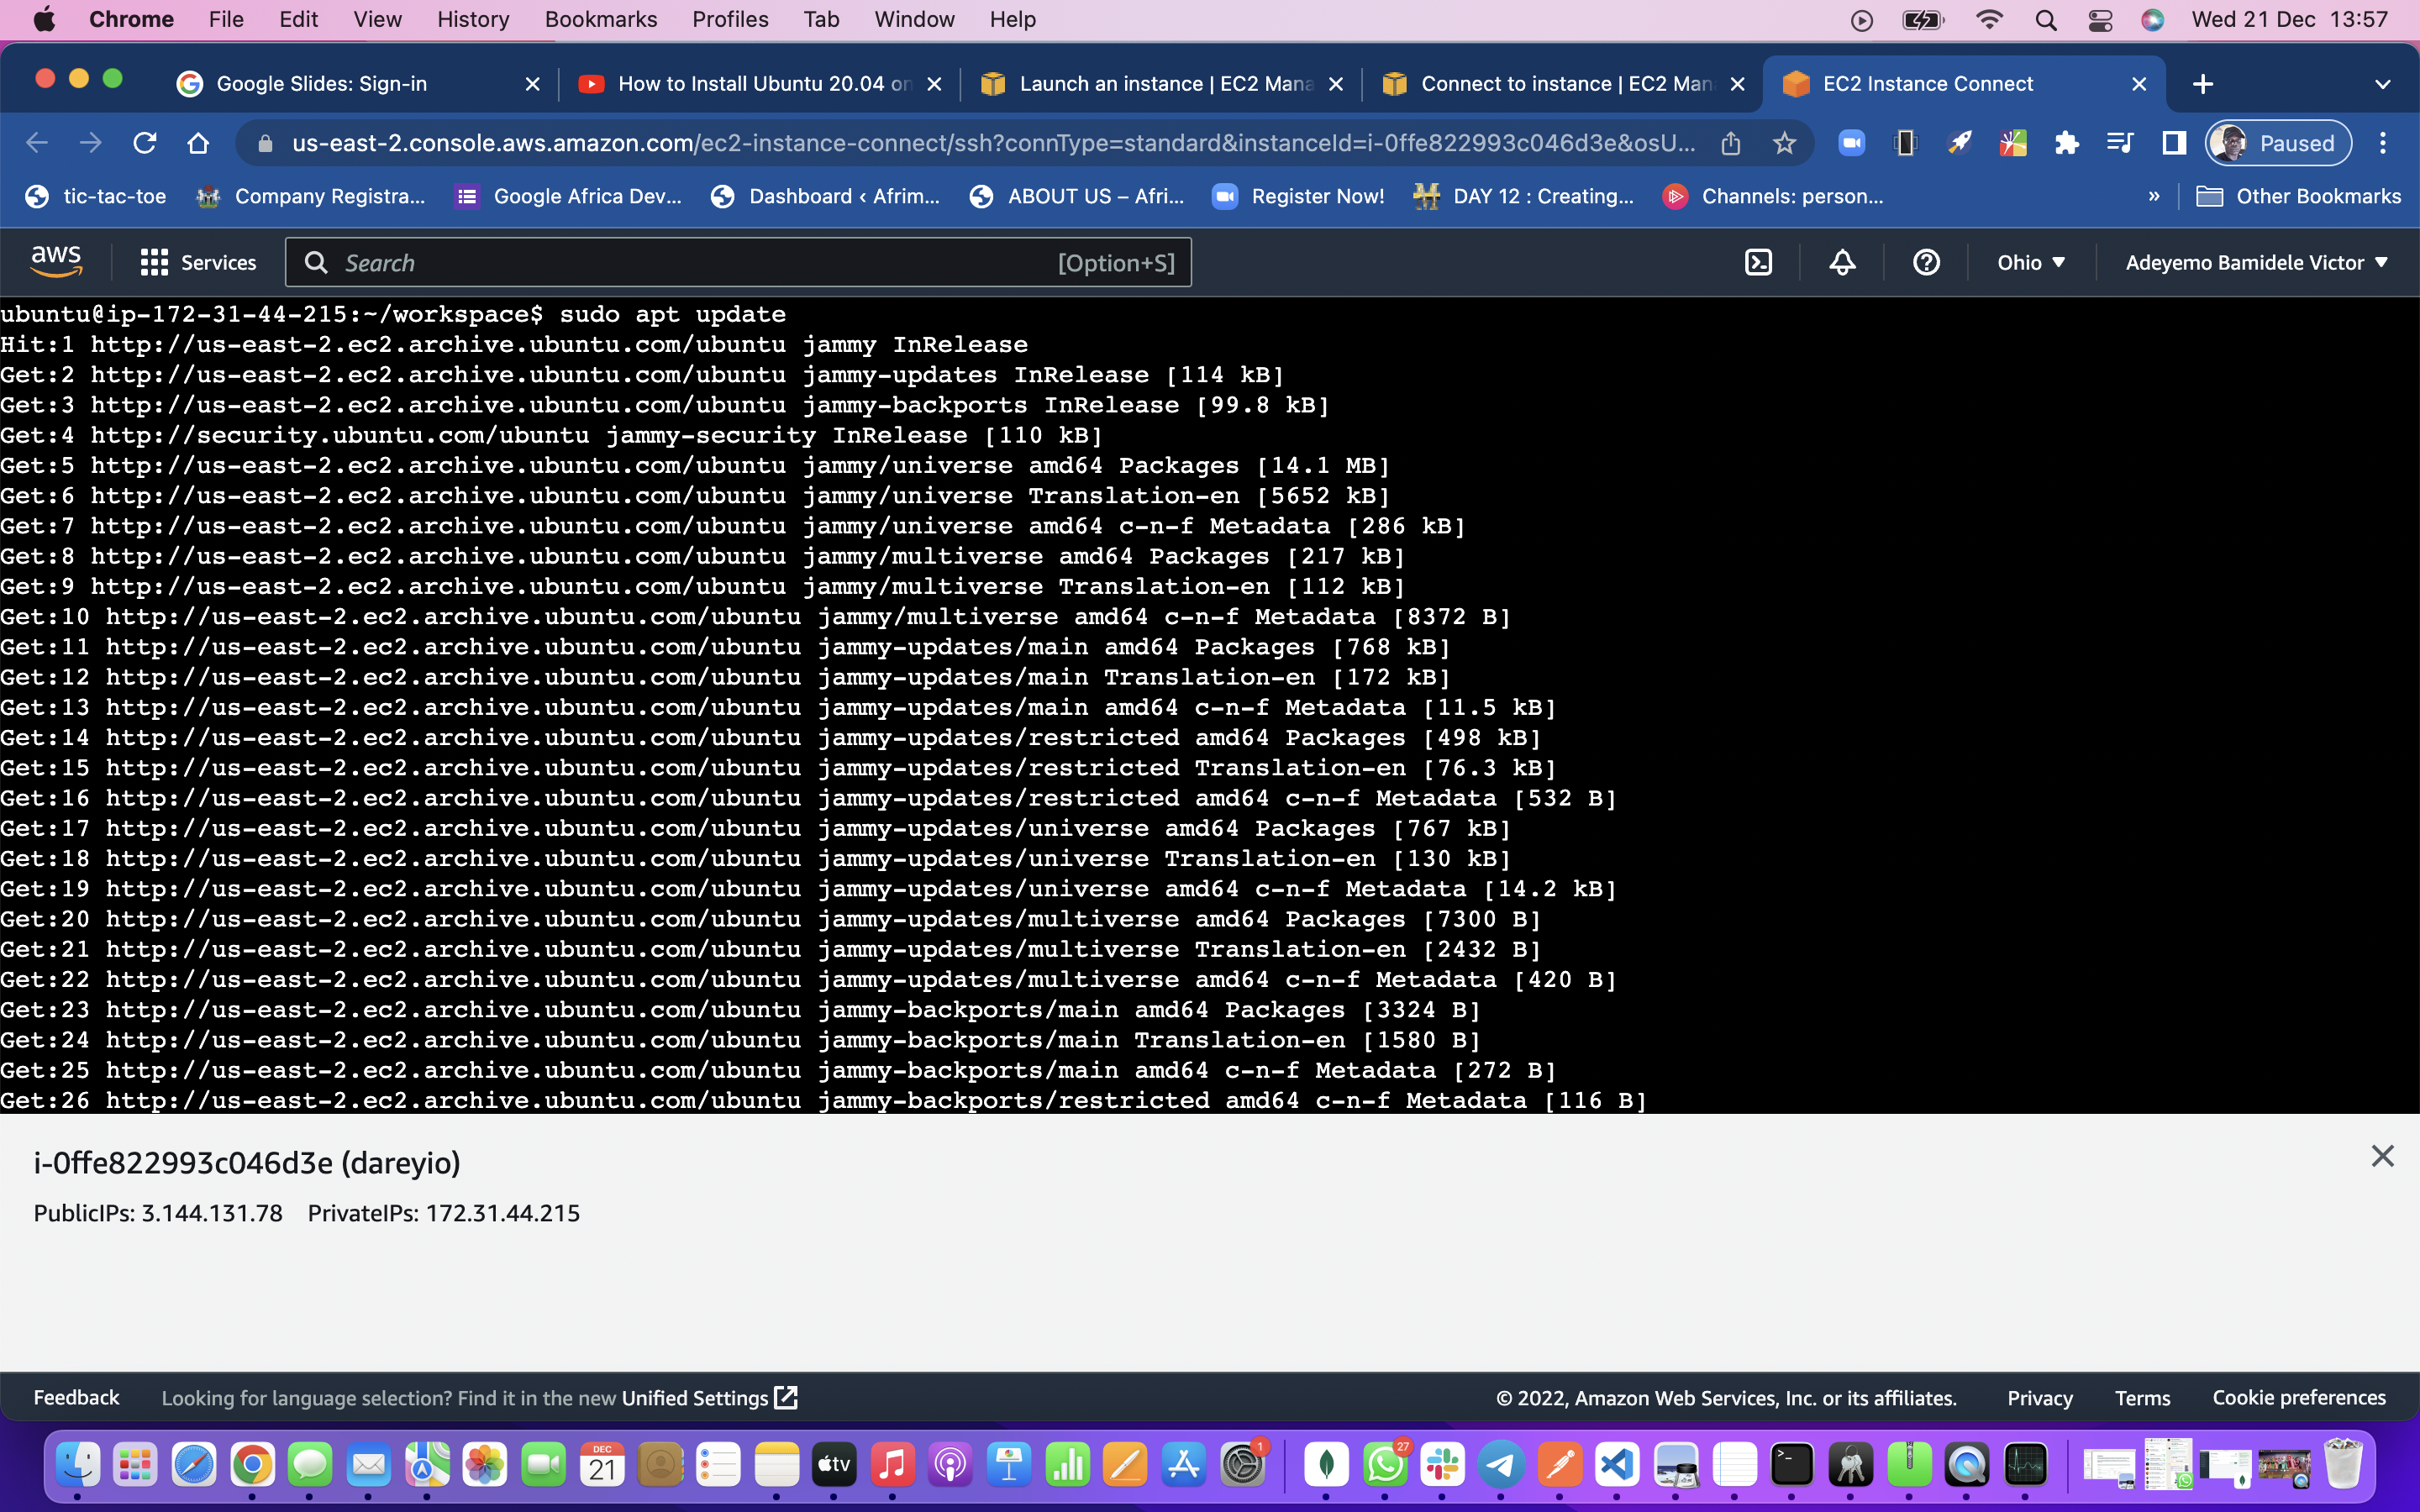 Chrome File Edit View History Bookmarks Profiles Tab Window Help Wed 21 Dec 13:57
Google Slides: Sign-in How to Install Ubuntu 20.04 on Launch an instance | EC2 Mana Connect to instance | EC2 Man EC2 Instance Connect
us-east-2.console.aws.amazon.com/ec2-instance-connect/ssh?connType=standard&instanceId=i-0ffe822993c046d3e&osU... Paused
tic-tac-toe Company Registra... Google Africa Dev... Dashboard ‹ Afrim... ABOUT US – Afri... Register Now! DAY 12 : Creating... Channels: person... » Other Bookmarks
aws Services Search [Option+S] Ohio Adeyemo Bamidele Victor
ubuntu@ip-172-31-44-215:~/workspace$ sudo apt update
Hit:1 http://us-east-2.ec2.archive.ubuntu.com/ubuntu jammy InRelease
Get:2 http://us-east-2.ec2.archive.ubuntu.com/ubuntu jammy-updates InRelease [114 kB]
Get:3 http://us-east-2.ec2.archive.ubuntu.com/ubuntu jammy-backports InRelease [99.8 kB]
Get:4 http://security.ubuntu.com/ubuntu jammy-security InRelease [110 kB]
Get:5 http://us-east-2.ec2.archive.ubuntu.com/ubuntu jammy/universe amd64 Packages [14.1 MB]
Get:6 http://us-east-2.ec2.archive.ubuntu.com/ubuntu jammy/universe Translation-en [5652 kB]
Get:7 http://us-east-2.ec2.archive.ubuntu.com/ubuntu jammy/universe amd64 c-n-f Metadata [286 kB]
Get:8 http://us-east-2.ec2.archive.ubuntu.com/ubuntu jammy/multiverse amd64 Packages [217 kB]
Get:9 http://us-east-2.ec2.archive.ubuntu.com/ubuntu jammy/multiverse Translation-en [112 kB]
Get:10 http://us-east-2.ec2.archive.ubuntu.com/ubuntu jammy/multiverse amd64 c-n-f Metadata [8372 B]
Get:11 http://us-east-2.ec2.archive.ubuntu.com/ubuntu jammy-updates/main amd64 Packages [768 kB]
Get:12 http://us-east-2.ec2.archive.ubuntu.com/ubuntu jammy-updates/main Translation-en [172 kB]
Get:13 http://us-east-2.ec2.archive.ubuntu.com/ubuntu jammy-updates/main amd64 c-n-f Metadata [11.5 kB]
Get:14 http://us-east-2.ec2.archive.ubuntu.com/ubuntu jammy-updates/restricted amd64 Packages [498 kB]
Get:15 http://us-east-2.ec2.archive.ubuntu.com/ubuntu jammy-updates/restricted Translation-en [76.3 kB]
Get:16 http://us-east-2.ec2.archive.ubuntu.com/ubuntu jammy-updates/restricted amd64 c-n-f Metadata [532 B]
Get:17 http://us-east-2.ec2.archive.ubuntu.com/ubuntu jammy-updates/universe amd64 Packages [767 kB]
Get:18 http://us-east-2.ec2.archive.ubuntu.com/ubuntu jammy-updates/universe Translation-en [130 kB]
Get:19 http://us-east-2.ec2.archive.ubuntu.com/ubuntu jammy-updates/universe amd64 c-n-f Metadata [14.2 kB]
Get:20 http://us-east-2.ec2.archive.ubuntu.com/ubuntu jammy-updates/multiverse amd64 Packages [7300 B]
Get:21 http://us-east-2.ec2.archive.ubuntu.com/ubuntu jammy-updates/multiverse Translation-en [2432 B]
Get:22 http://us-east-2.ec2.archive.ubuntu.com/ubuntu jammy-updates/multiverse amd64 c-n-f Metadata [420 B]
Get:23 http://us-east-2.ec2.archive.ubuntu.com/ubuntu jammy-backports/main amd64 Packages [3324 B]
Get:24 http://us-east-2.ec2.archive.ubuntu.com/ubuntu jammy-backports/main Translation-en [1580 B]
Get:25 http://us-east-2.ec2.archive.ubuntu.com/ubuntu jammy-backports/main amd64 c-n-f Metadata [272 B]
Get:26 http://us-east-2.ec2.archive.ubuntu.com/ubuntu jammy-backports/restricted amd64 c-n-f Metadata [116 B]
i-0ffe822993c046d3e (dareyio)
PublicIPs: 3.144.131.78 PrivateIPs: 172.31.44.215
Feedback Looking for language selection? Find it in the new Unified Settings © 2022, Amazon Web Services, Inc. or its affiliates. Privacy Terms Cookie preferences
DEC 21 tv 1 27